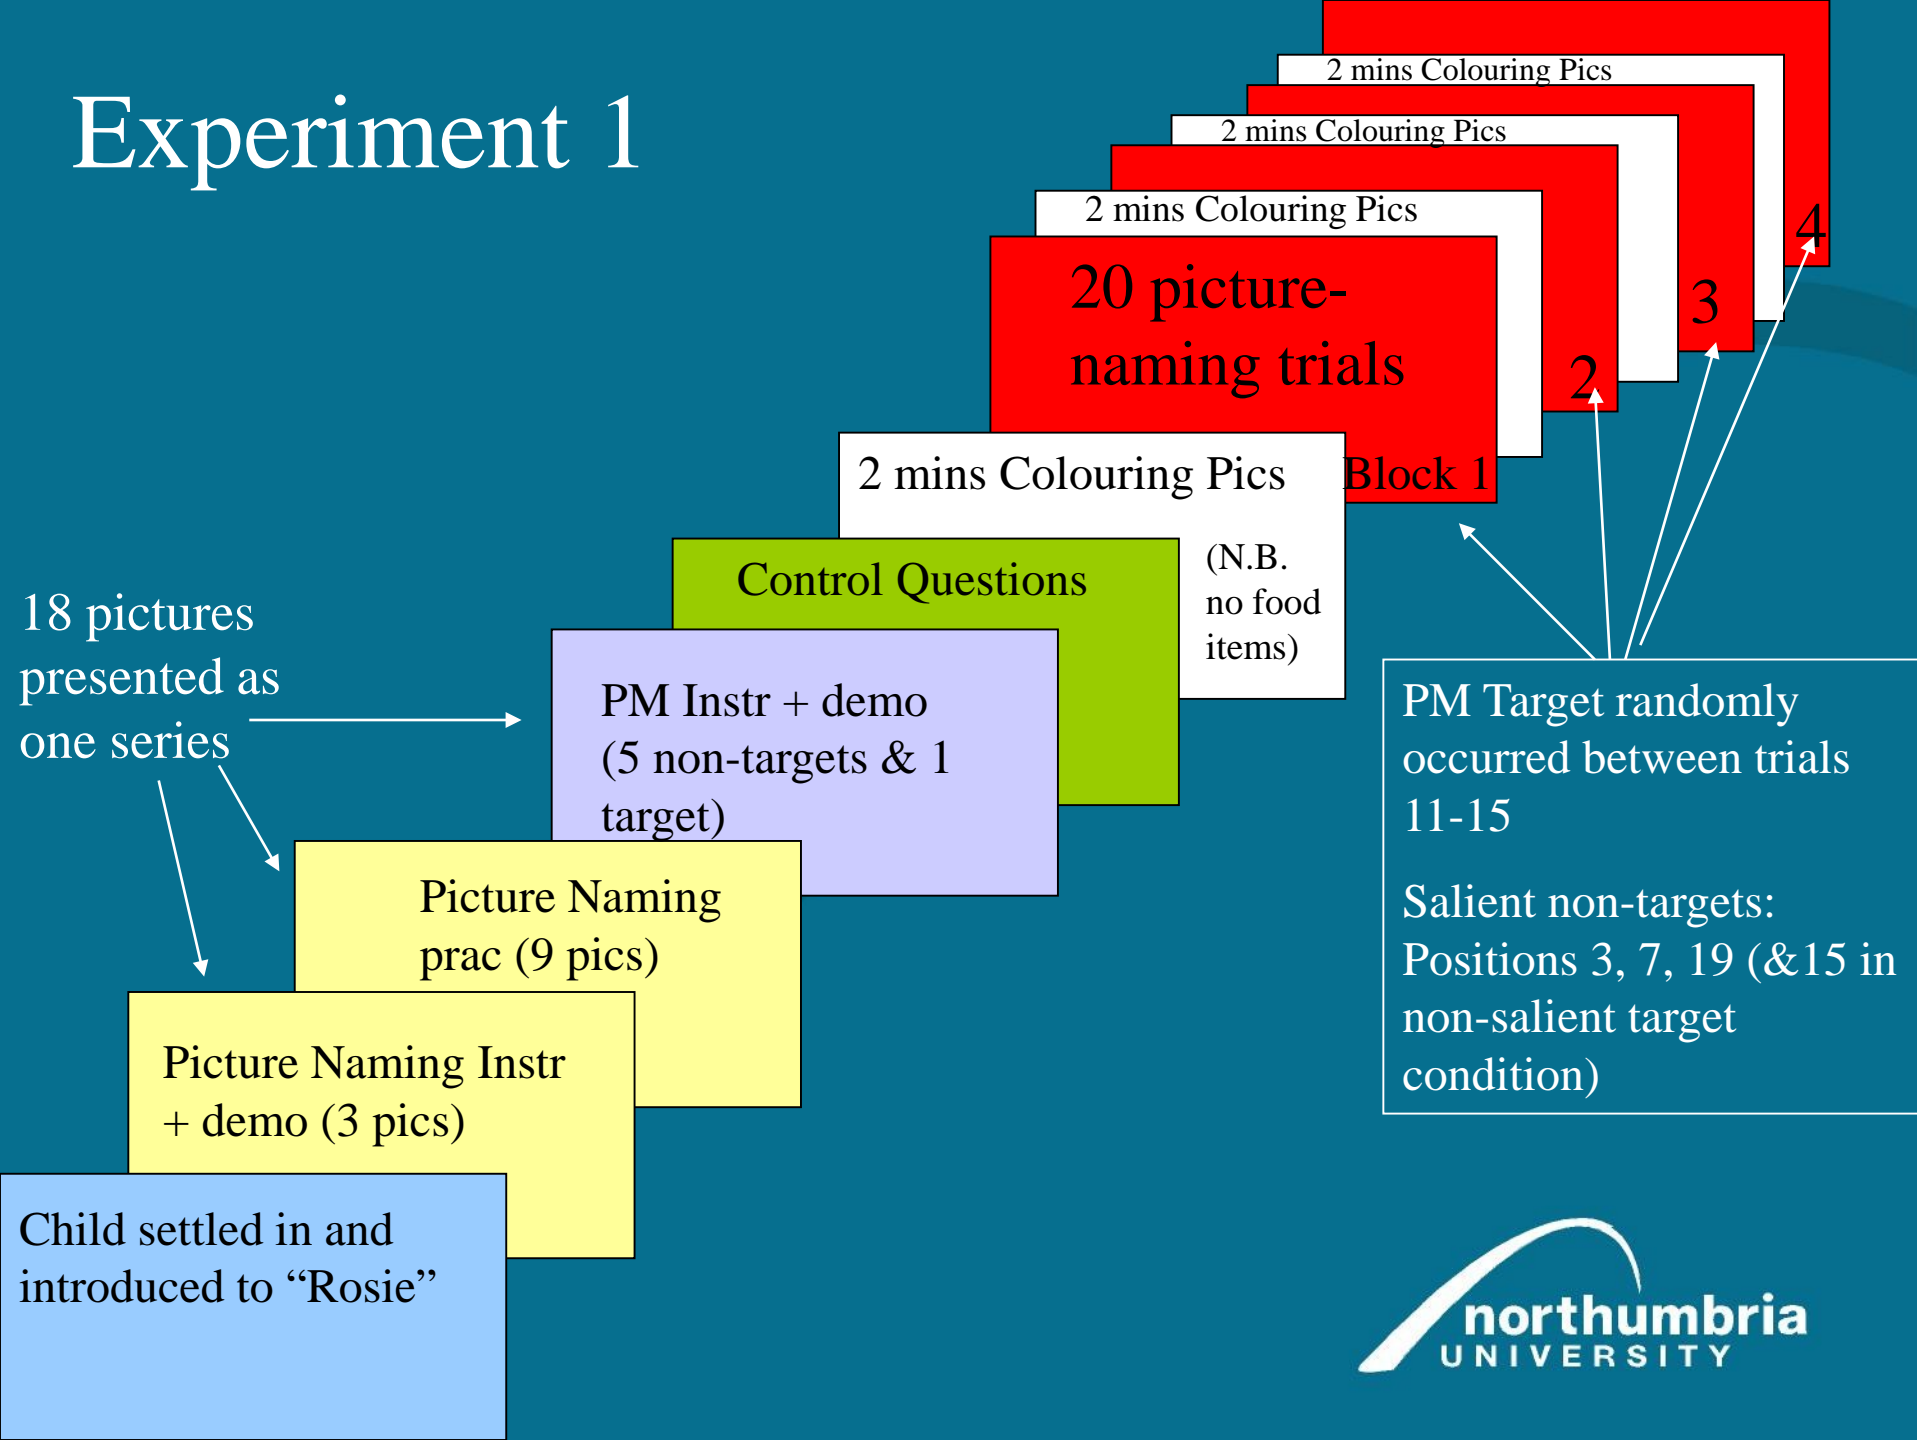 Experiment 1
2 mins Colouring Pics
2 mins Colouring Pics
2 mins Colouring Pics
4
3
2
20 picture-
naming trials
Block 1
2 mins Colouring Pics
(N.B.
no food
items)
Control Questions
18 pictures
presented as
one series
PM Instr + demo
(5 non-targets & 1
target)
Picture Naming
prac (9 pics)
Picture Naming Instr
+ demo (3 pics)
Child settled in and
introduced to “Rosie”
PM Target randomly
occurred between trials
11-15
Salient non-targets:
Positions 3, 7, 19 (&15 in
non-salient target
condition)
northumbria
UNIVERSITY